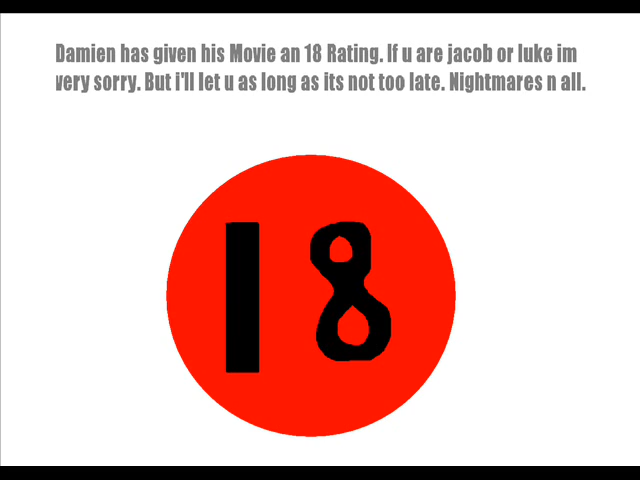 Damien has given his Movie an 18 Rating. If u are jacob or luke im
very sorry. But i'll let u as long as its not too late. Nightmares n all.
18